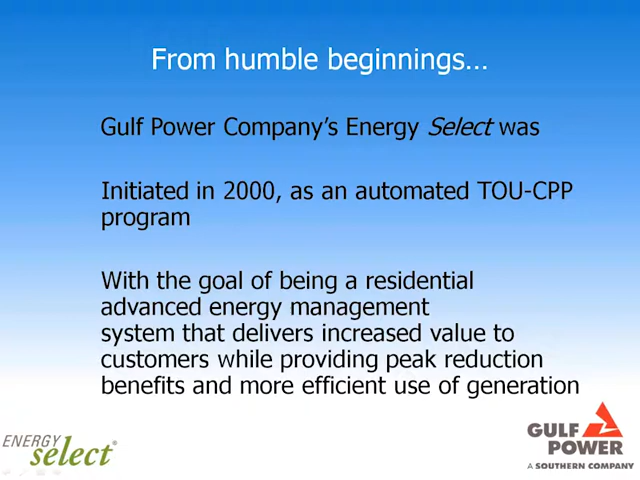 From humble beginnings...
Gulf Power Company's Energy Select was
Initiated in 2000, as an automated TOU-CPP
program
With the goal of being a residential
advanced energy management
system that delivers increased value to
customers while providing peak reduction
benefits and more efficient use of generation
ENERGY
select®
GULF
POWER
A SOUTHERN COMPANY